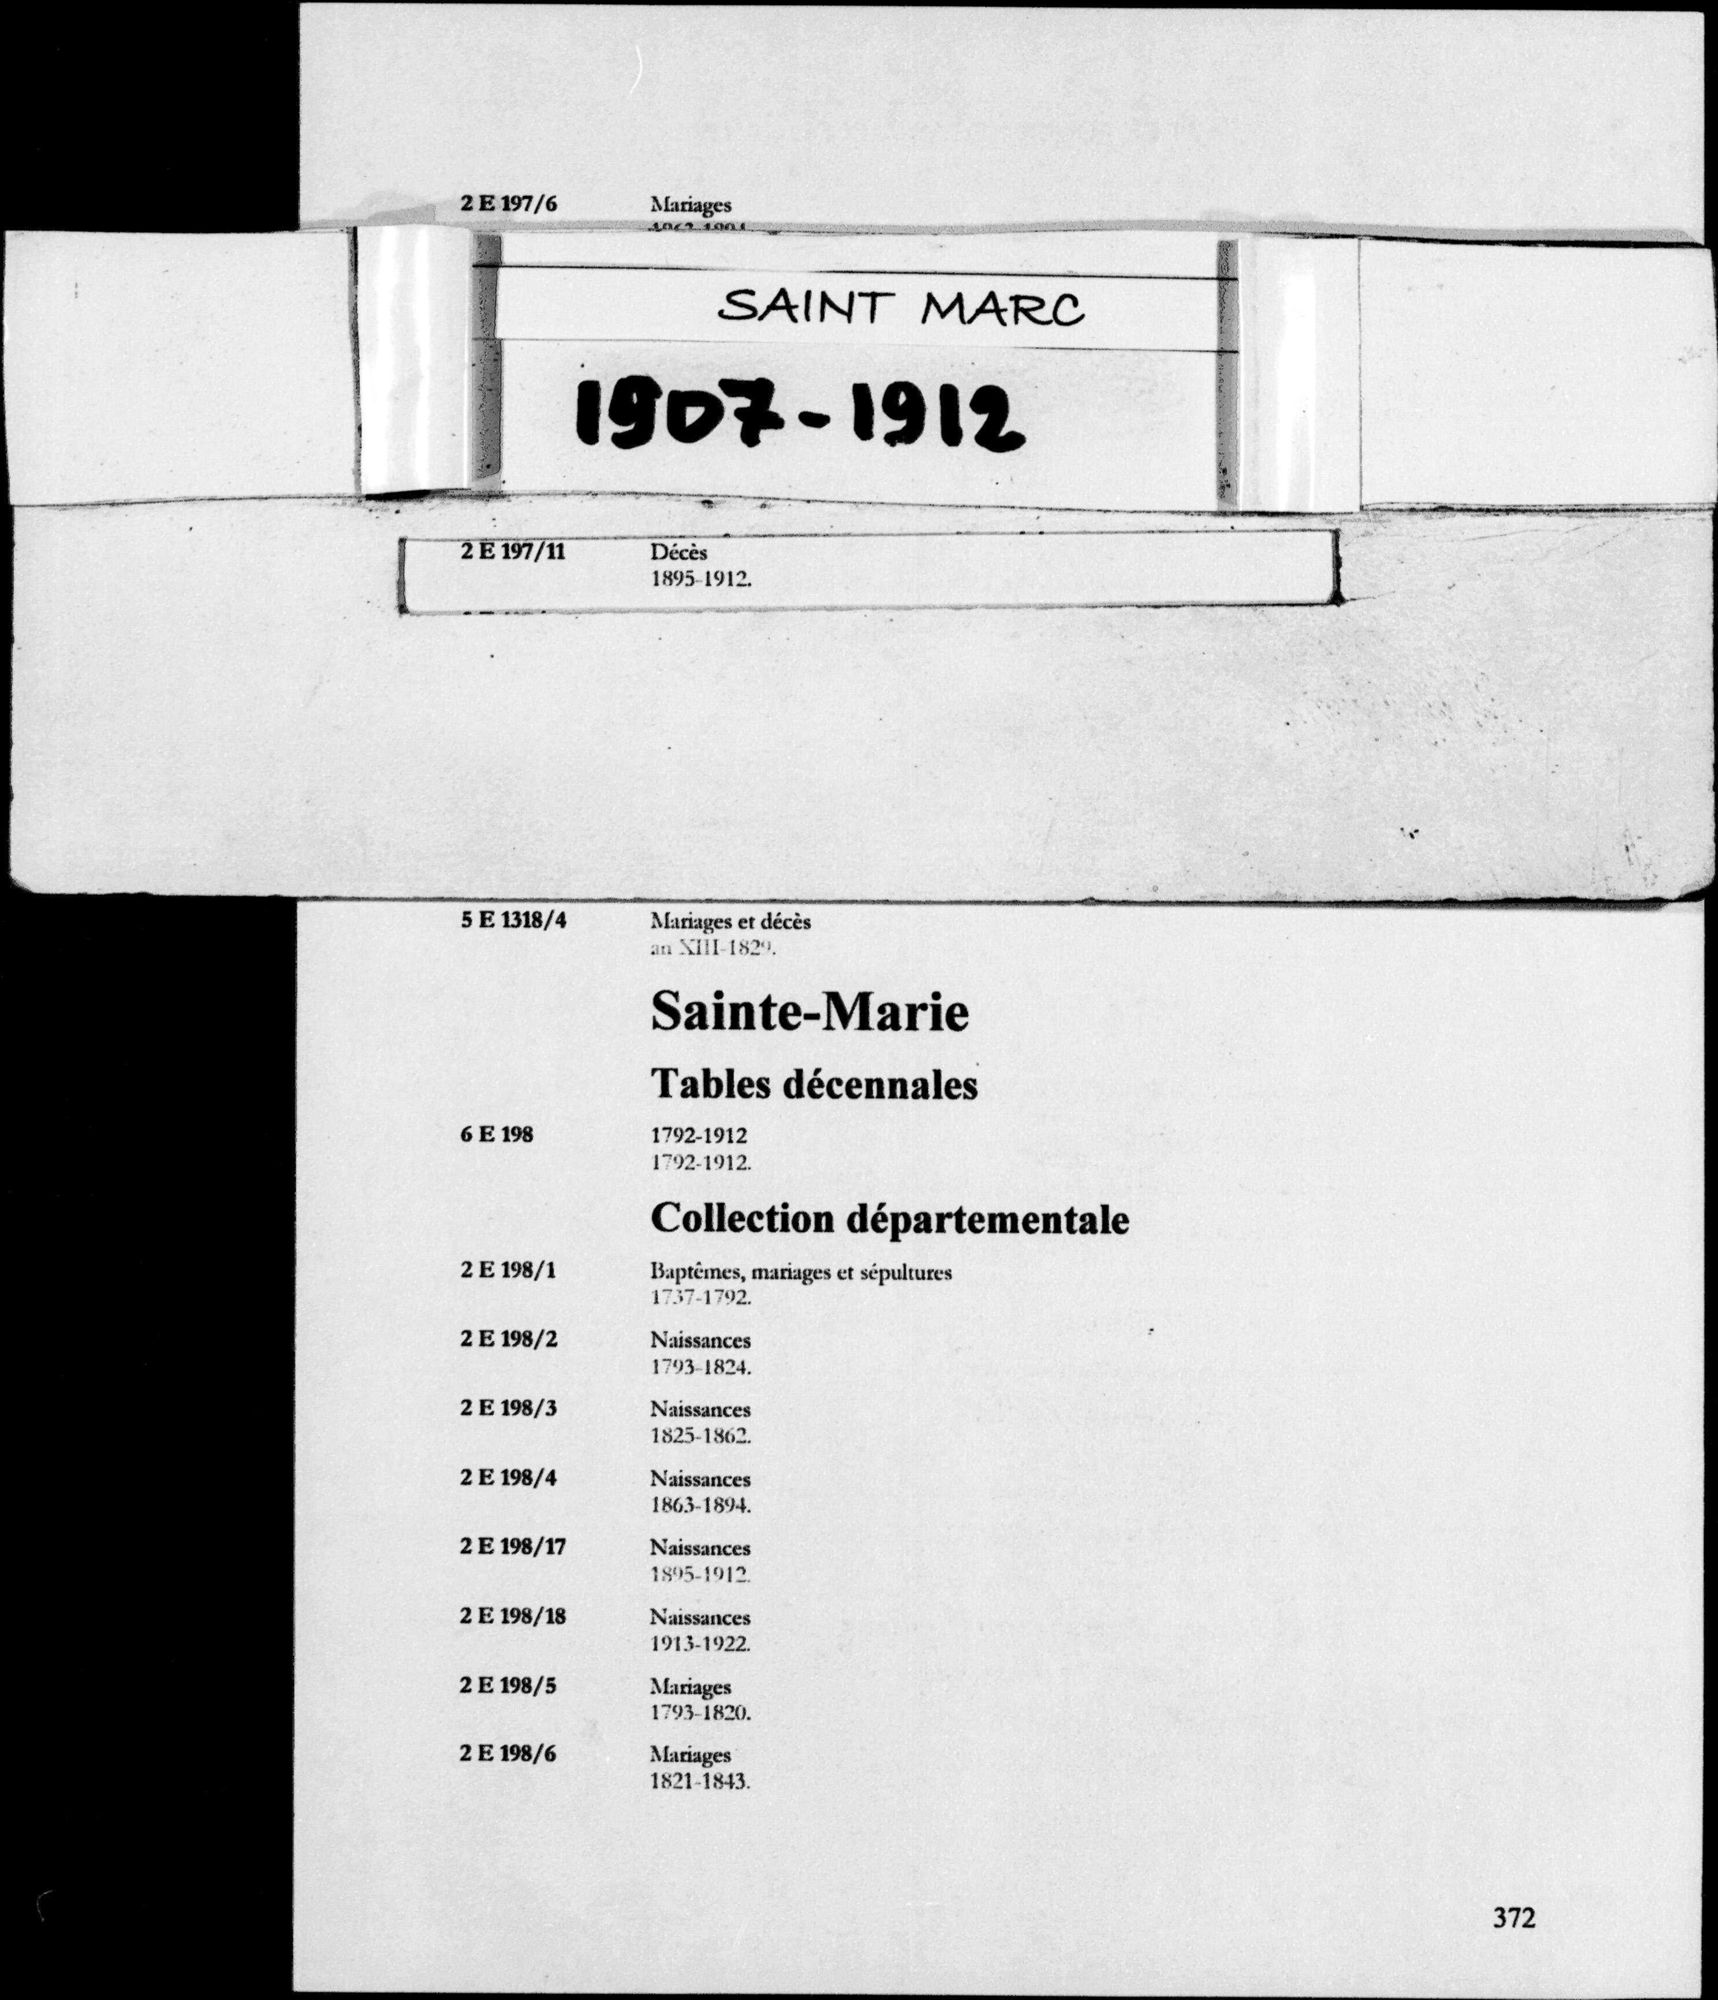 2 E 197/6 Mariages
SAINT MARC
1907-1912
2 E 197/11 Décès
1895-1912.
5 E 1318/4 Mariages et décès
an XIII-1829.
Sainte-Marie
Tables décennales
6 E 198 1792-1912
1792-1912.
Collection départementale
2 E 198/1 Baptêmes, mariages et sépultures
1737-1792.
2 E 198/2 Naissances
1793-1824.
2 E 198/3 Naissances
1825-1862.
2 E 198/4 Naissances
1863-1894.
2 E 198/17 Naissances
1895-1912.
2 E 198/18 Naissances
1913-1922.
2 E 198/5 Mariages
1793-1820.
2 E 198/6 Mariages
1821-1843.
372